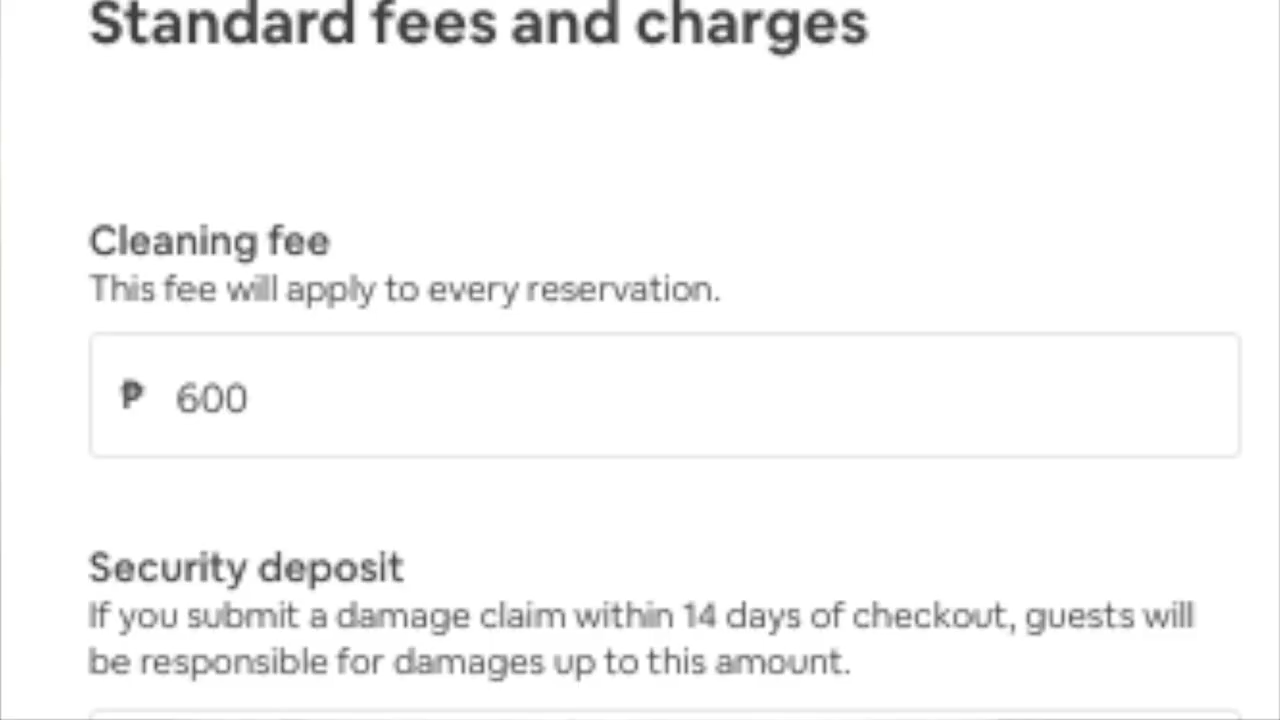 Standard fees and charges
Cleaning fee
This fee will apply to every reservation.
₱ 600
Security deposit
If you submit a damage claim within 14 days of checkout, guests will
be responsible for damages up to this amount.